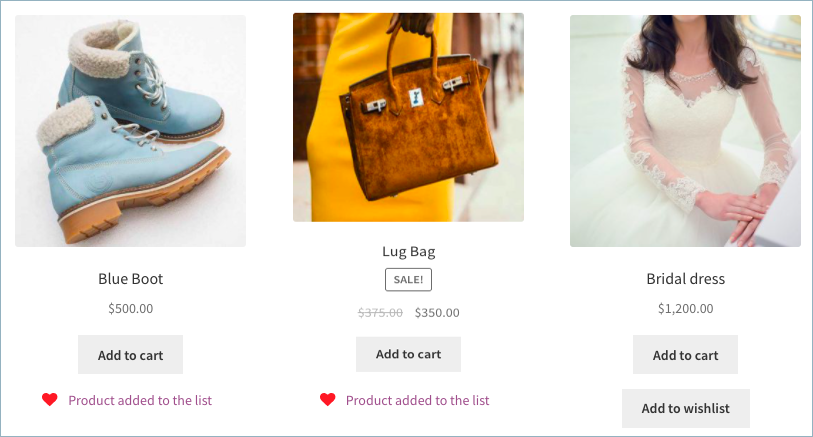 Blue Boot
$500.00
Add to cart
Product added to the list
Lug Bag
SALE!
$375.00 $350.00
Add to cart
Product added to the list
Bridal dress
$1,200.00
Add to cart
Add to wishlist